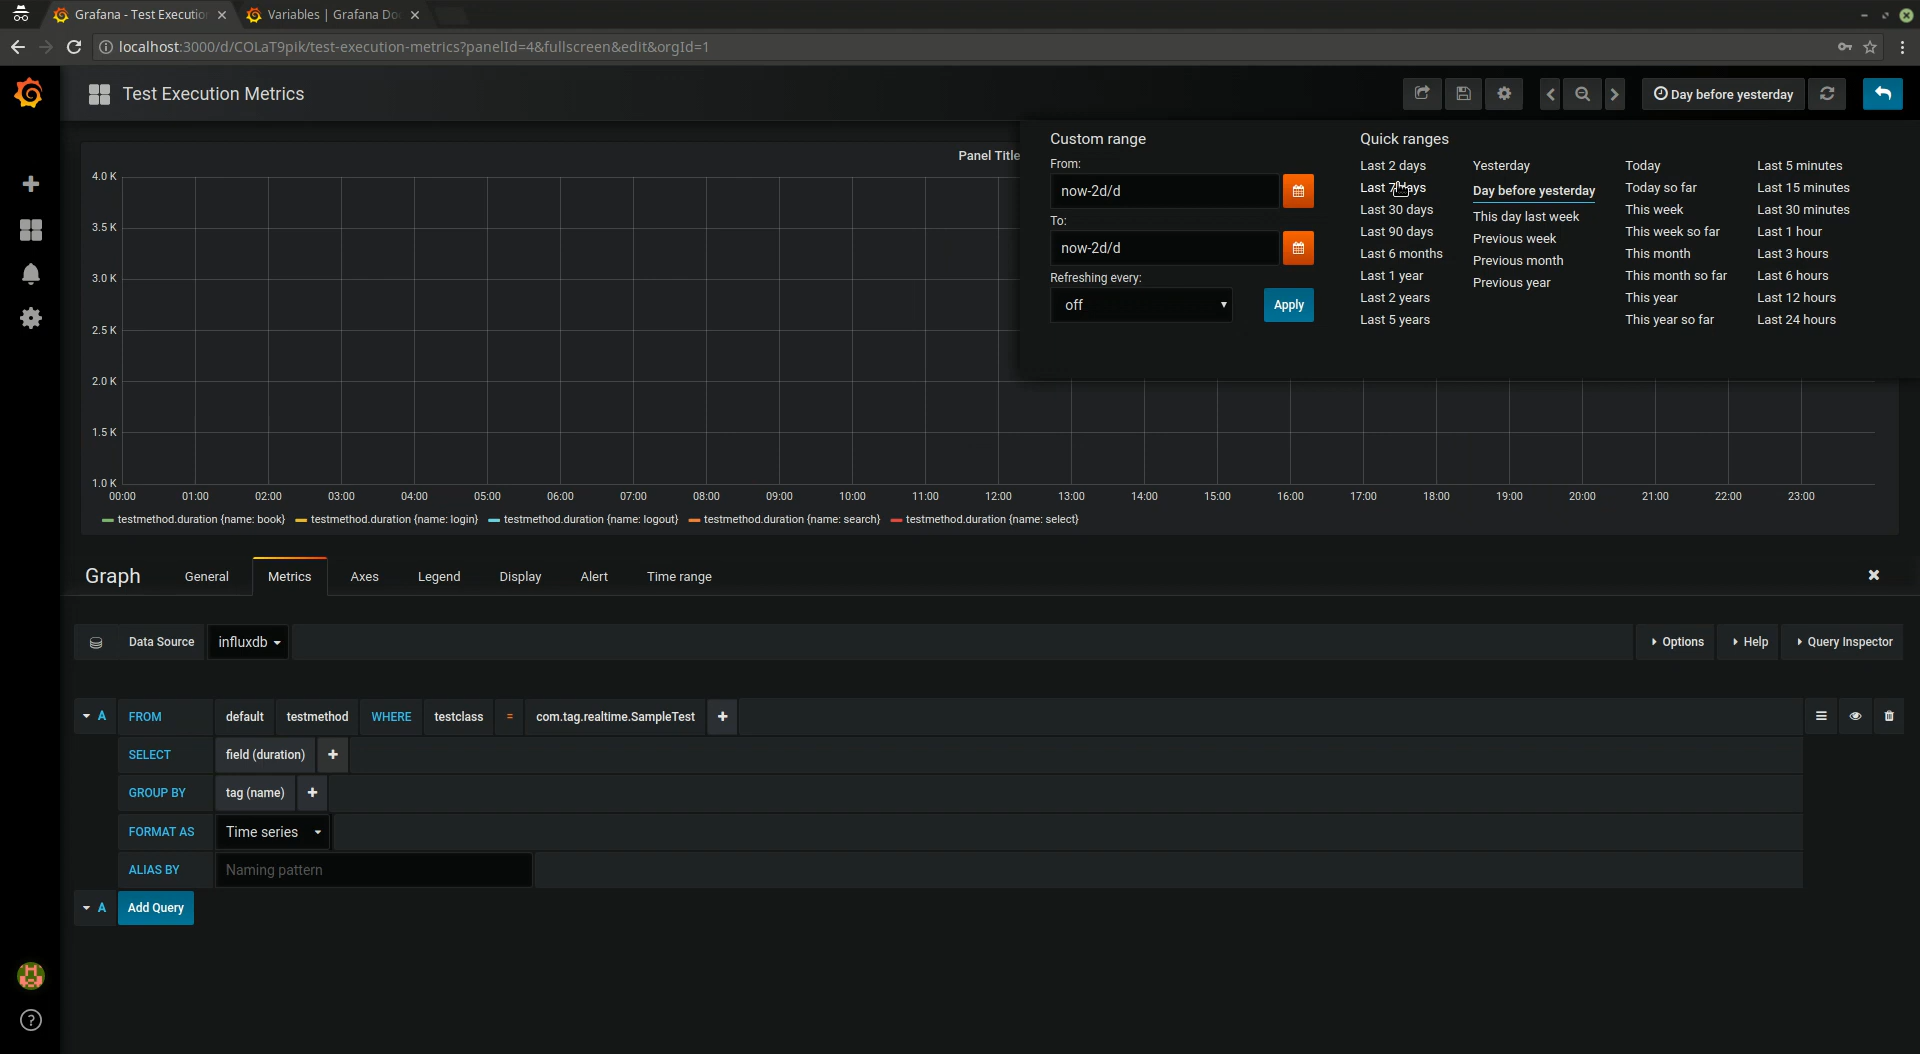 Grafana - Test Executio
Variables | Grafana Do
localhost:3000/d/COLaT9pik/test-execution-metrics?panelId=4&fullscreen&edit&orgId=1
Test Execution Metrics
Day before yesterday
Custom range
From:
now-2d/d
To:
now-2d/d
Refreshing every:
off
Apply
Quick ranges
Last 2 days
Last 7 days
Last 30 days
Last 90 days
Last 6 months
Last 1 year
Last 2 years
Last 5 years
Yesterday
Day before yesterday
This day last week
Previous week
Previous month
Previous year
Today
Today so far
This week
This week so far
This month
This month so far
This year
This year so far
Last 5 minutes
Last 15 minutes
Last 30 minutes
Last 1 hour
Last 3 hours
Last 6 hours
Last 12 hours
Last 24 hours
Panel Title
4.0 K
3.5 K
3.0 K
2.5 K
2.0 K
1.5 K
1.0 K
00:00 01:00 02:00 03:00 04:00 05:00 06:00 07:00 08:00 09:00 10:00 11:00 12:00 13:00 14:00 15:00 16:00 17:00 18:00 19:00 20:00 21:00 22:00 23:00
testmethod.duration {name: book} testmethod.duration {name: login} testmethod.duration {name: logout} testmethod.duration {name: search} testmethod.duration {name: select}
Graph General Metrics Axes Legend Display Alert Time range
Data Source influxdb Options Help Query Inspector
A FROM default testmethod WHERE testclass = com.tag.realtime.SampleTest +
SELECT field (duration) +
GROUP BY tag (name) +
FORMAT AS Time series
ALIAS BY Naming pattern
A Add Query